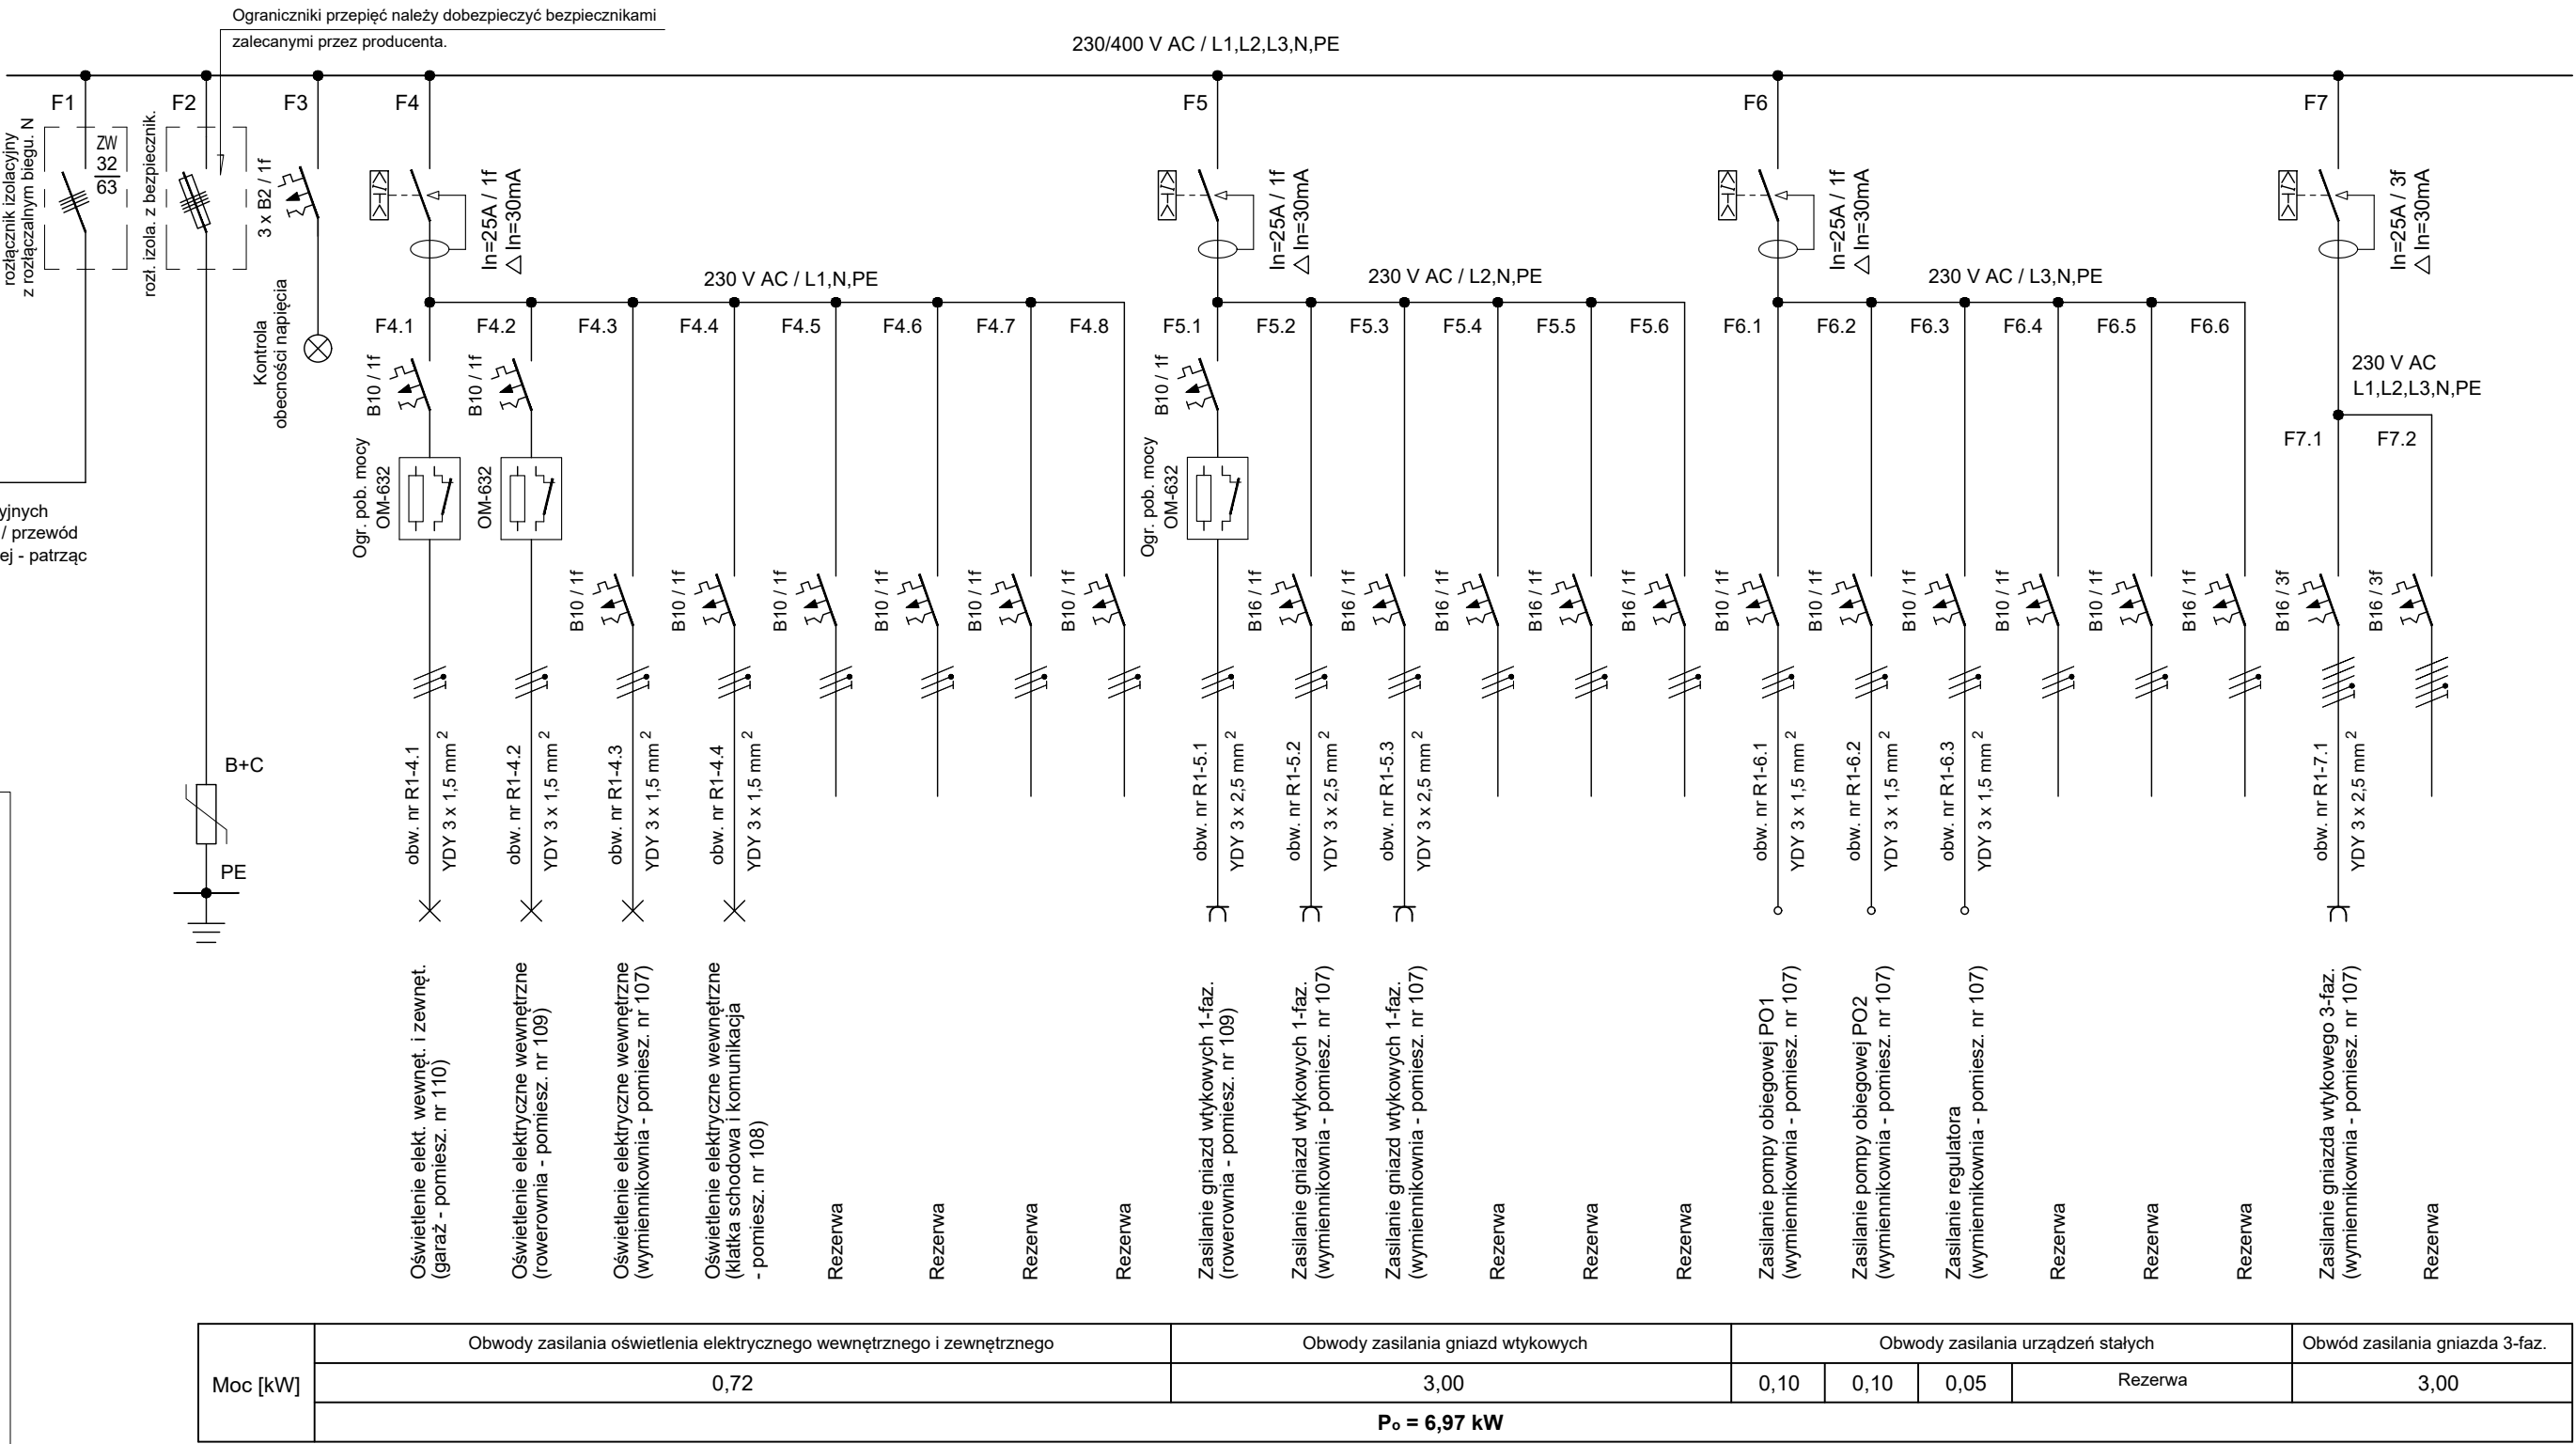 Ograniczniki przepięć należy dobezpieczyć bezpiecznikami
zalecanymi przez producenta.
230/400 V AC / L1,L2,L3,N,PE
F1
F2
F3
F4
F5
F6
F7
rozłącznik izolacyjny
z rozłączalnym biegu. N
ZW
32
63
rozł. izola. z bezpiecznik.
3 x B2 / 1f
In=25A / 1f
△ In=30mA
In=25A / 1f
△ In=30mA
In=25A / 1f
△ In=30mA
In=25A / 3f
△ In=30mA
Kontrola
obecności napięcia
230 V AC / L1,N,PE
230 V AC / L2,N,PE
230 V AC / L3,N,PE
230 V AC
L1,L2,L3,N,PE
F4.1
F4.2
F4.3
F4.4
F4.5
F4.6
F4.7
F4.8
F5.1
F5.2
F5.3
F5.4
F5.5
F5.6
F6.1
F6.2
F6.3
F6.4
F6.5
F6.6
F7.1
F7.2
B10 / 1f
B10 / 1f
B10 / 1f
Ogr. pob. mocy
OM-632
OM-632
Ogr. pob. mocy
OM-632
yjnych
/ przewód
ej - patrząc
B10 / 1f
B10 / 1f
B10 / 1f
B10 / 1f
B10 / 1f
B10 / 1f
B16 / 1f
B16 / 1f
B16 / 1f
B16 / 1f
B16 / 1f
B10 / 1f
B10 / 1f
B10 / 1f
B10 / 1f
B10 / 1f
B16 / 1f
B16 / 3f
B16 / 3f
B+C
PE
obw. nr R1-4.1
YDY 3 x 1,5 mm 2
obw. nr R1-4.2
YDY 3 x 1,5 mm 2
obw. nr R1-4.3
YDY 3 x 1,5 mm 2
obw. nr R1-4.4
YDY 3 x 1,5 mm 2
obw. nr R1-5.1
YDY 3 x 2,5 mm 2
obw. nr R1-5.2
YDY 3 x 2,5 mm 2
obw. nr R1-5.3
YDY 3 x 2,5 mm 2
obw. nr R1-6.1
YDY 3 x 1,5 mm 2
obw. nr R1-6.2
YDY 3 x 1,5 mm 2
obw. nr R1-6.3
YDY 3 x 1,5 mm 2
obw. nr R1-7.1
YDY 3 x 2,5 mm 2
Oświetlenie elekt. wewnęt. i zewnęt.
(garaż - pomiesz. nr 110)
Oświetlenie elektryczne wewnętrzne
(rowerownia - pomiesz. nr 109)
Oświetlenie elektryczne wewnętrzne
(wymiennikownia - pomiesz. nr 107)
Oświetlenie elektryczne wewnętrzne
(klatka schodowa i komunikacja
- pomiesz. nr 108)
Rezerwa
Rezerwa
Rezerwa
Rezerwa
Zasilanie gniazd wtykowych 1-faz.
(rowerownia - pomiesz. nr 109)
Zasilanie gniazd wtykowych 1-faz.
(wymiennikownia - pomiesz. nr 107)
Zasilanie gniazd wtykowych 1-faz.
(wymiennikownia - pomiesz. nr 107)
Rezerwa
Rezerwa
Rezerwa
Zasilanie pompy obiegowej PO1
(wymiennikownia - pomiesz. nr 107)
Zasilanie pompy obiegowej PO2
(wymiennikownia - pomiesz. nr 107)
Zasilanie regulatora
(wymiennikownia - pomiesz. nr 107)
Rezerwa
Rezerwa
Rezerwa
Zasilanie gniazda wtykowego 3-faz.
(wymiennikownia - pomiesz. nr 107)
Rezerwa
Moc [kW]
Obwody zasilania oświetlenia elektrycznego wewnętrznego i zewnętrznego
Obwody zasilania gniazd wtykowych
Obwody zasilania urządzeń stałych
Obwód zasilania gniazda 3-faz.
0,72
3,00
0,10
0,10
0,05
Rezerwa
3,00
Po = 6,97 kW